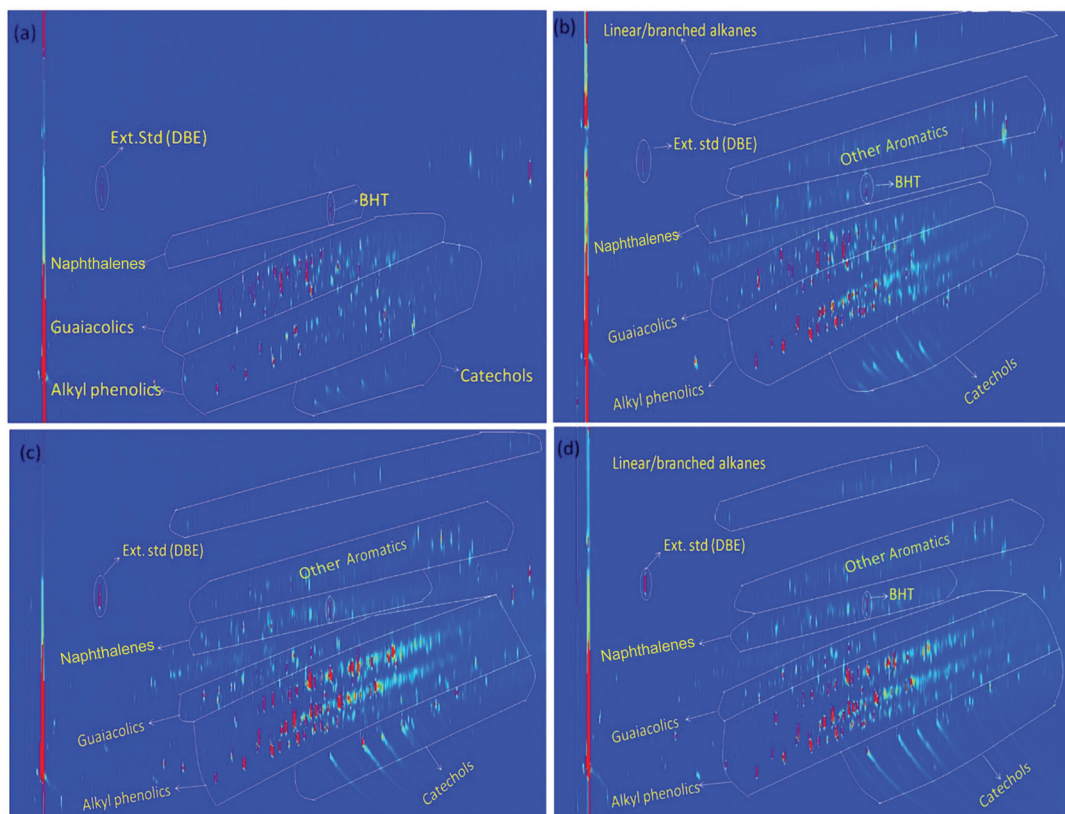 (a)
Ext.Std (DBE)
BHT
Naphthalenes
Guaiacolics
Alkyl phenolics
Catechols
(b)
Linear/branched alkanes
Ext. std (DBE)
Other Aromatics
BHT
Naphthalenes
Guaiacolics
Alkyl phenolics
Catechols
(c)
Ext. std (DBE)
Other Aromatics
Naphthalenes
Guaiacolics
Alkyl phenolics
Catechols
(d)
Linear/branched alkanes
Ext. std (DBE)
Other Aromatics
BHT
Naphthalenes
Guaiacolics
Alkyl phenolics
Catechols